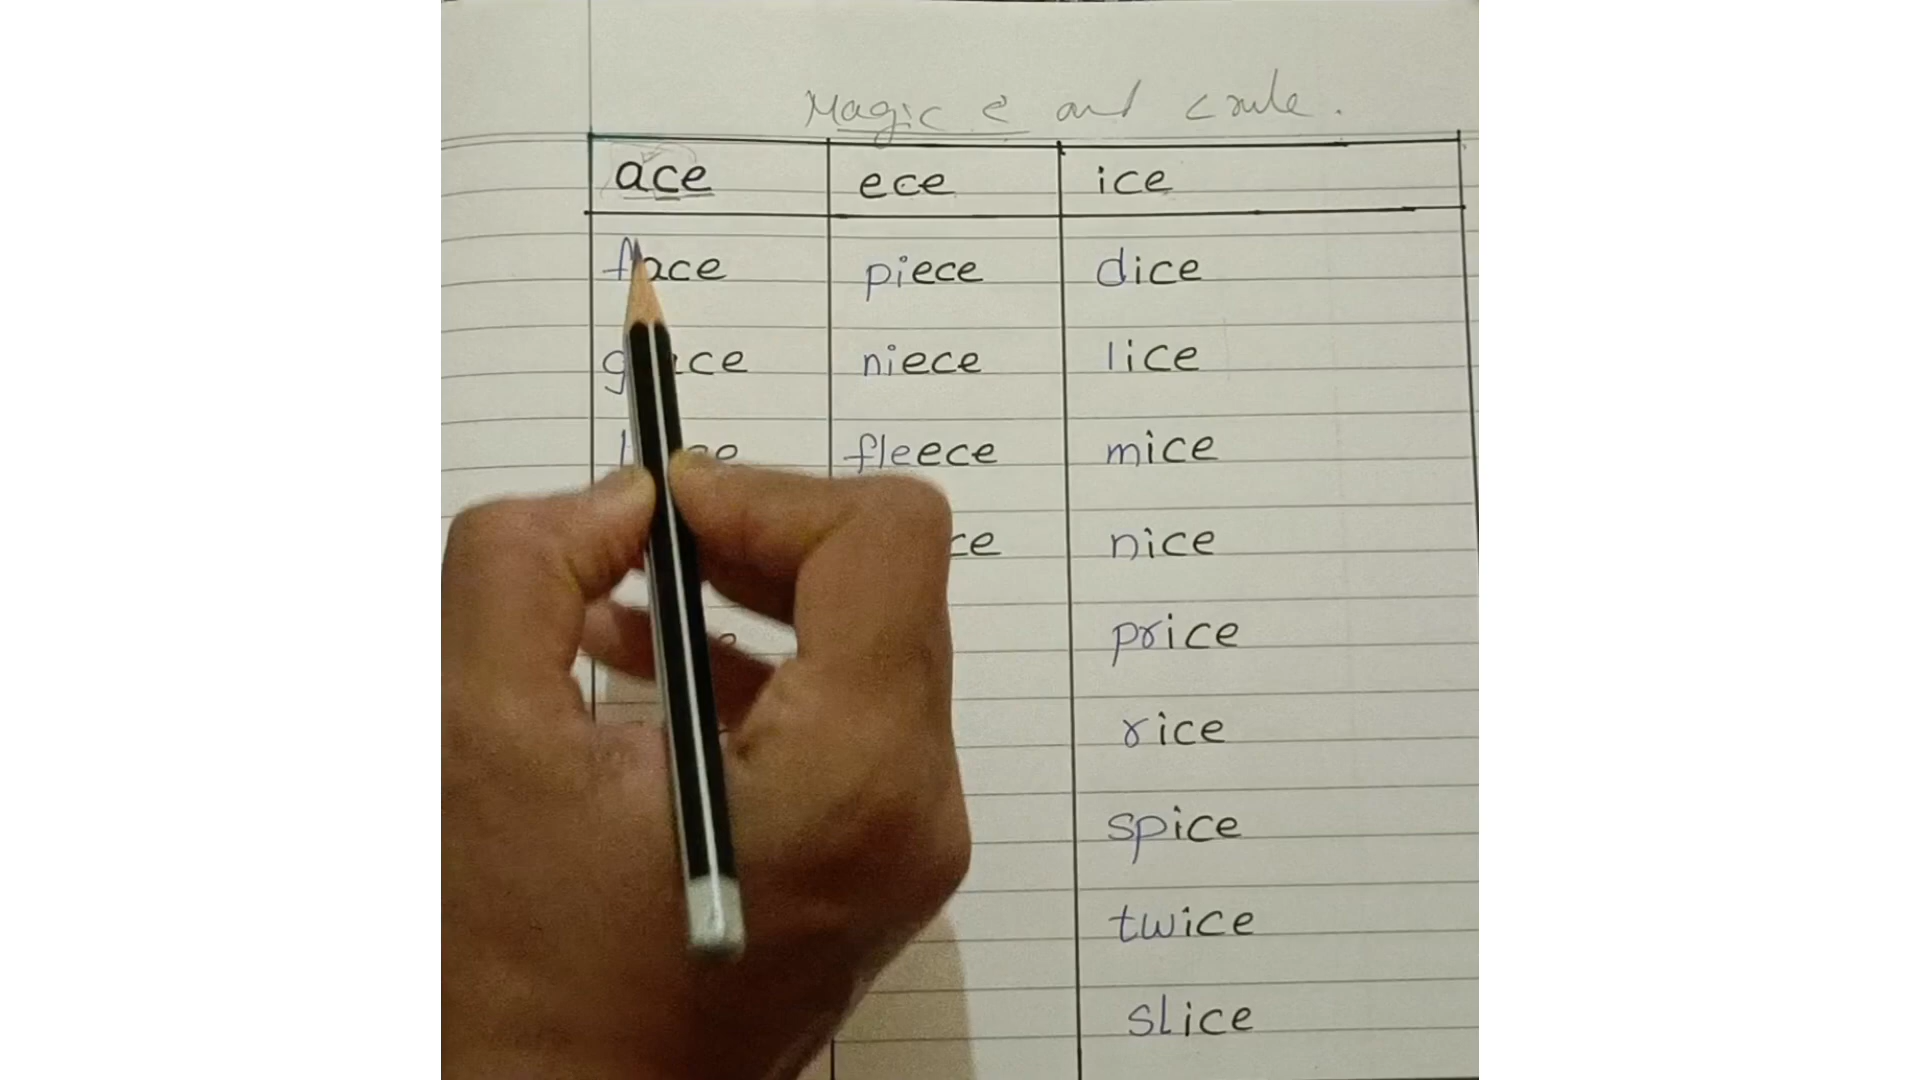 Magic e and c rule.
ace ece ice
face piece dice
niece lice
fleece mice
nice
price
rice
spice
twice
slice